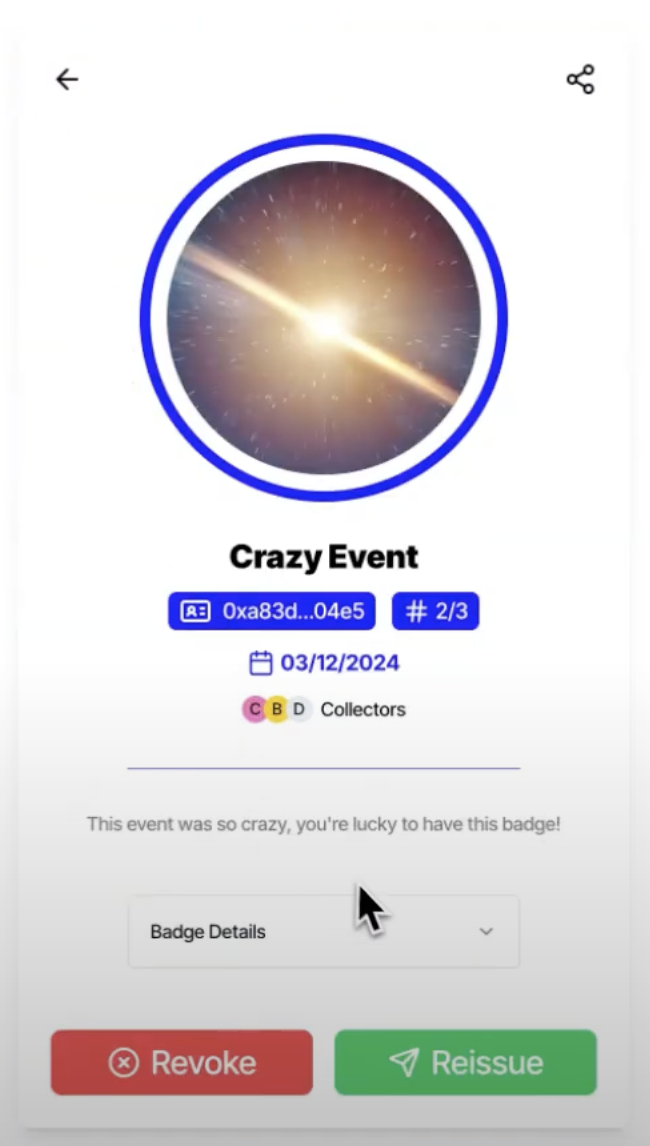 Crazy Event
0xa83d...04e5 # 2/3
03/12/2024
C B D Collectors
This event was so crazy, you're lucky to have this badge!
Badge Details
Revoke Reissue